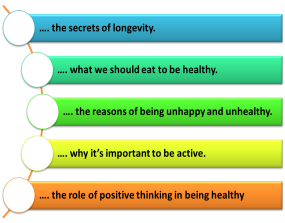 …. the secrets of longevity.
…. what we should eat to be healthy.
…. the reasons of being unhappy and unhealthy.
…. why it's important to be active.
…. the role of positive thinking in being healthy